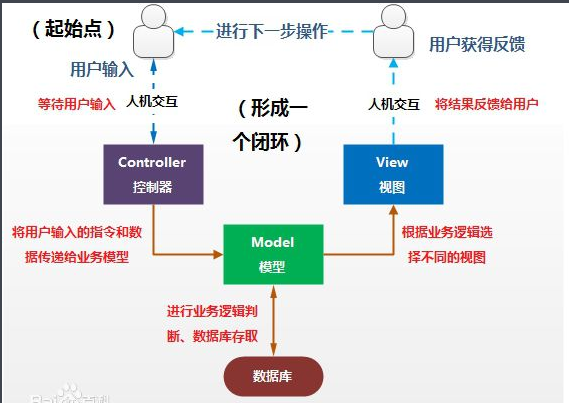 （起始点）
进行下一步操作
用户获得反馈
用户输入
等待用户输入
人机交互
（形成一
个闭环）
人机交互
将结果反馈给用户
Controller
控制器
View
视图
将用户输入的指令和数
据传递给业务模型
Model
模型
根据业务逻辑选
择不同的视图
进行业务逻辑判
断、数据库存取
数据库